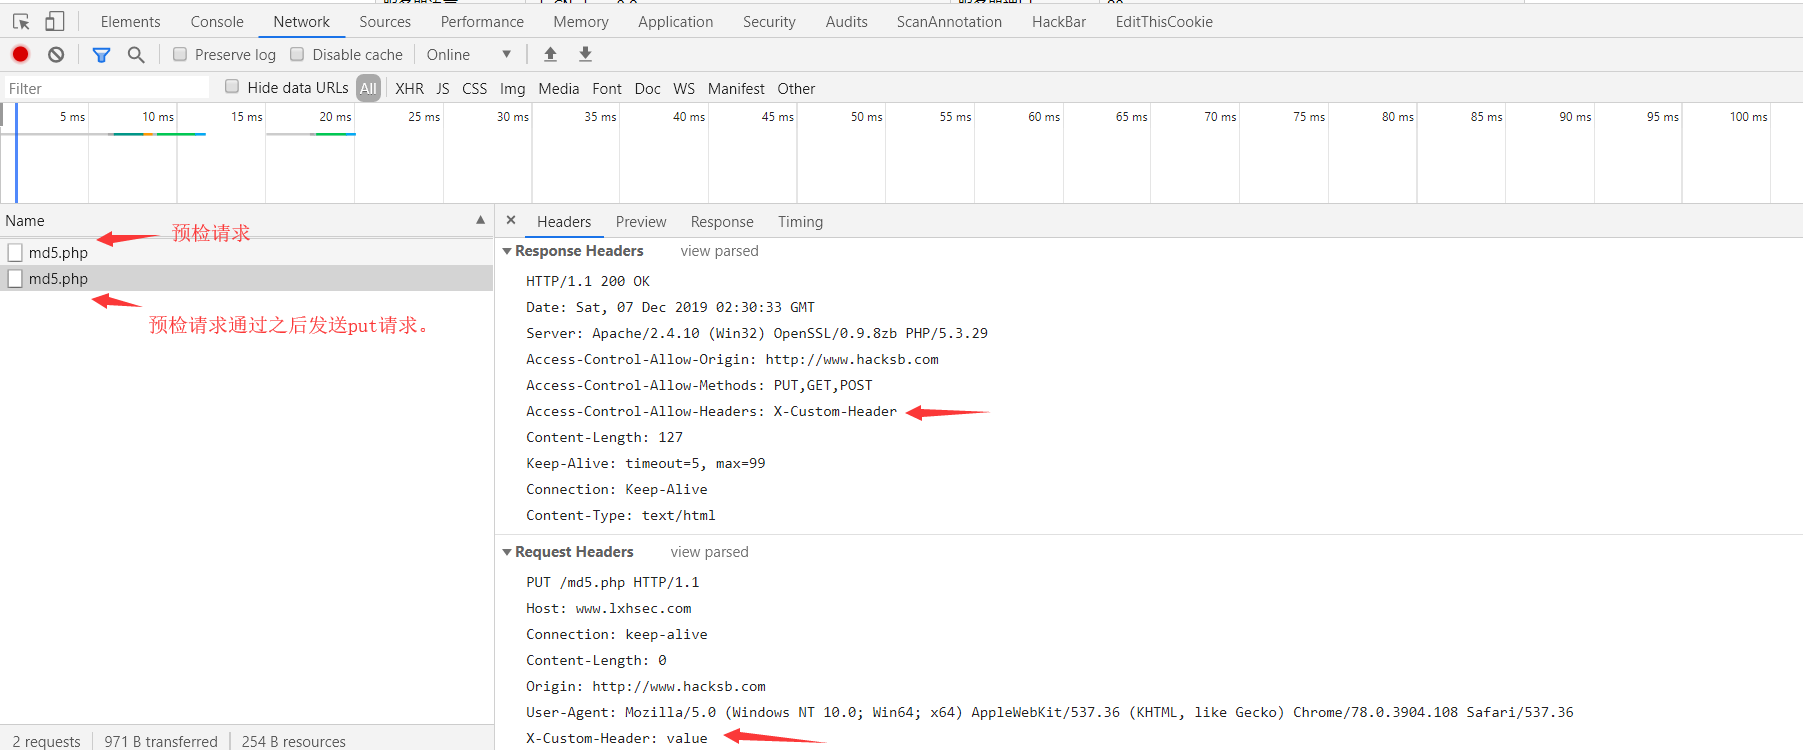 Elements Console Network Sources Performance Memory Application Security Audits ScanAnnotation HackBar EditThisCookie
Preserve log Disable cache Online
Filter Hide data URLs All XHR JS CSS Img Media Font Doc WS Manifest Other
5 ms 10 ms 15 ms 20 ms 25 ms 30 ms 35 ms 40 ms 45 ms 50 ms 55 ms 60 ms 65 ms 70 ms 75 ms 80 ms 85 ms 90 ms 95 ms 100 ms
Name
预检请求
md5.php
md5.php
预检请求通过之后发送put请求。
2 requests 971 B transferred 254 B resources
× Headers Preview Response Timing
Response Headers view parsed
HTTP/1.1 200 OK
Date: Sat, 07 Dec 2019 02:30:33 GMT
Server: Apache/2.4.10 (Win32) OpenSSL/0.9.8zb PHP/5.3.29
Access-Control-Allow-Origin: http://www.hacksb.com
Access-Control-Allow-Methods: PUT,GET,POST
Access-Control-Allow-Headers: X-Custom-Header
Content-Length: 127
Keep-Alive: timeout=5, max=99
Connection: Keep-Alive
Content-Type: text/html
Request Headers view parsed
PUT /md5.php HTTP/1.1
Host: www.lxhsec.com
Connection: keep-alive
Content-Length: 0
Origin: http://www.hacksb.com
User-Agent: Mozilla/5.0 (Windows NT 10.0; Win64; x64) AppleWebKit/537.36 (KHTML, like Gecko) Chrome/78.0.3904.108 Safari/537.36
X-Custom-Header: value